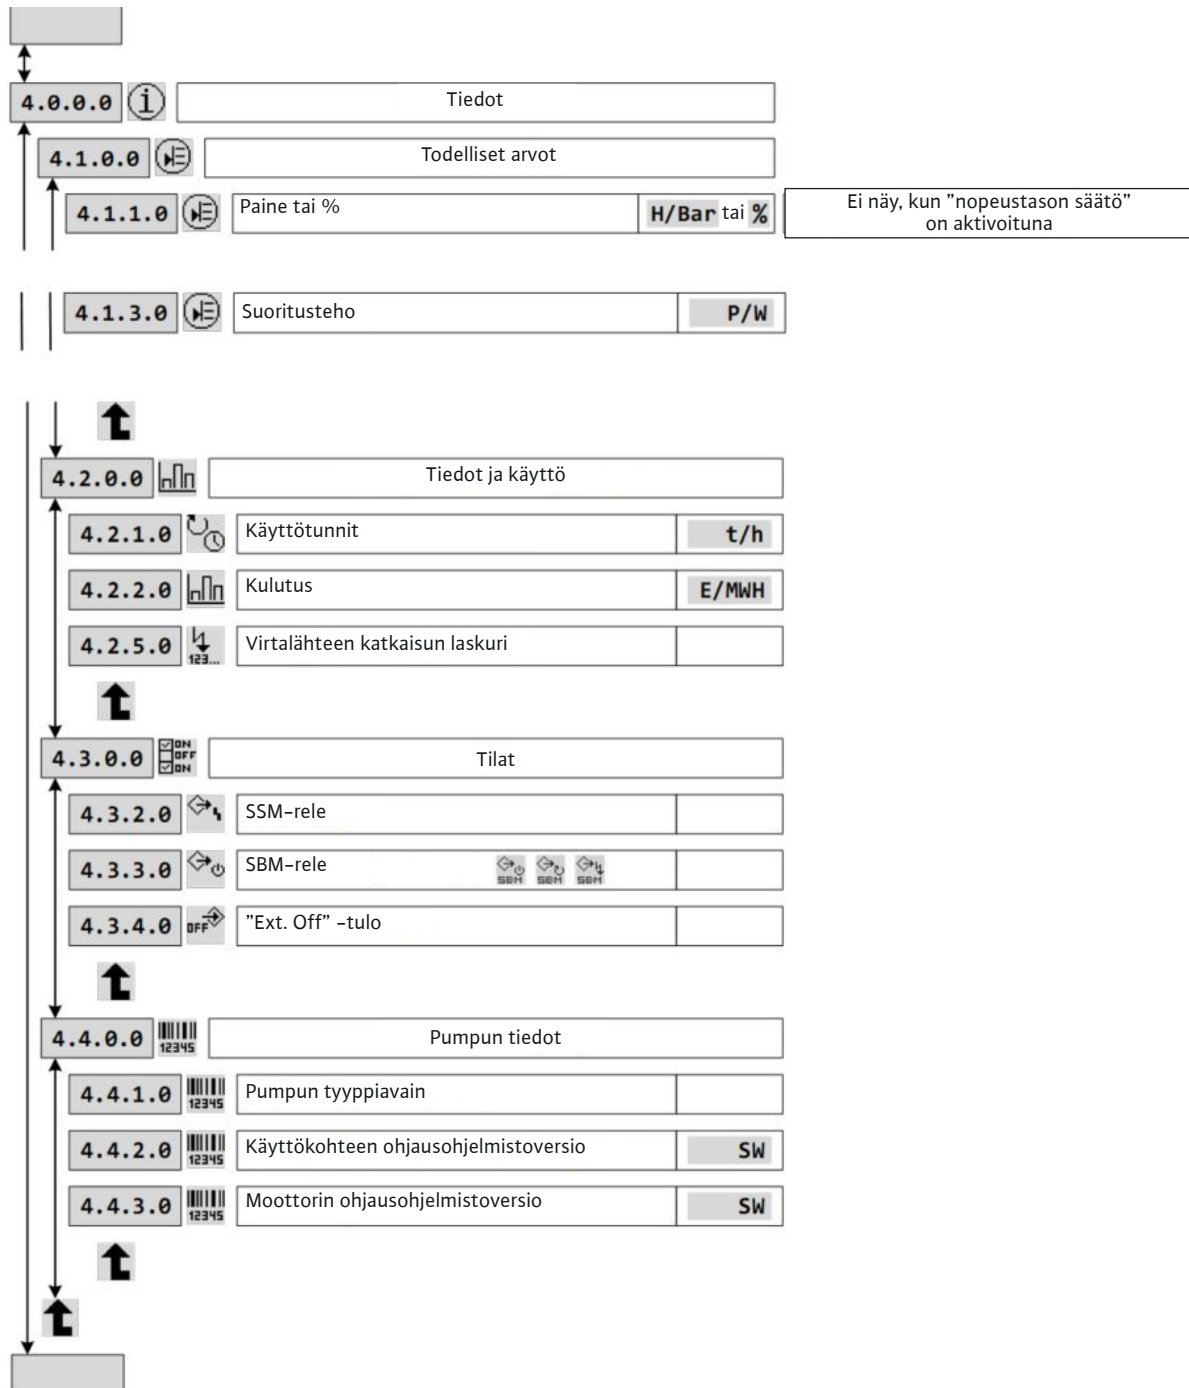 4.0.0.0 Tiedot
4.1.0.0 Todelliset arvot
4.1.1.0 Paine tai % H/Bar tai % Ei näy, kun ”nopeustason säätö”
on aktivoituna
4.1.3.0 Suoritusteho P/W
4.2.0.0 Tiedot ja käyttö
4.2.1.0 Käyttötunnit t/h
4.2.2.0 Kulutus E/MWH
4.2.5.0 123... Virtalähteen katkaisun laskuri
4.3.0.0 ON OFF ON Tilat
4.3.2.0 SSM-rele
4.3.3.0 SBM-rele SBM SBM SBM
4.3.4.0 OFF ”Ext. Off” -tulo
4.4.0.0 12345 Pumpun tiedot
4.4.1.0 12345 Pumpun tyyppiavain
4.4.2.0 12345 Käyttökohteen ohjausohjelmistoversio SW
4.4.3.0 12345 Moottorin ohjausohjelmistoversio SW